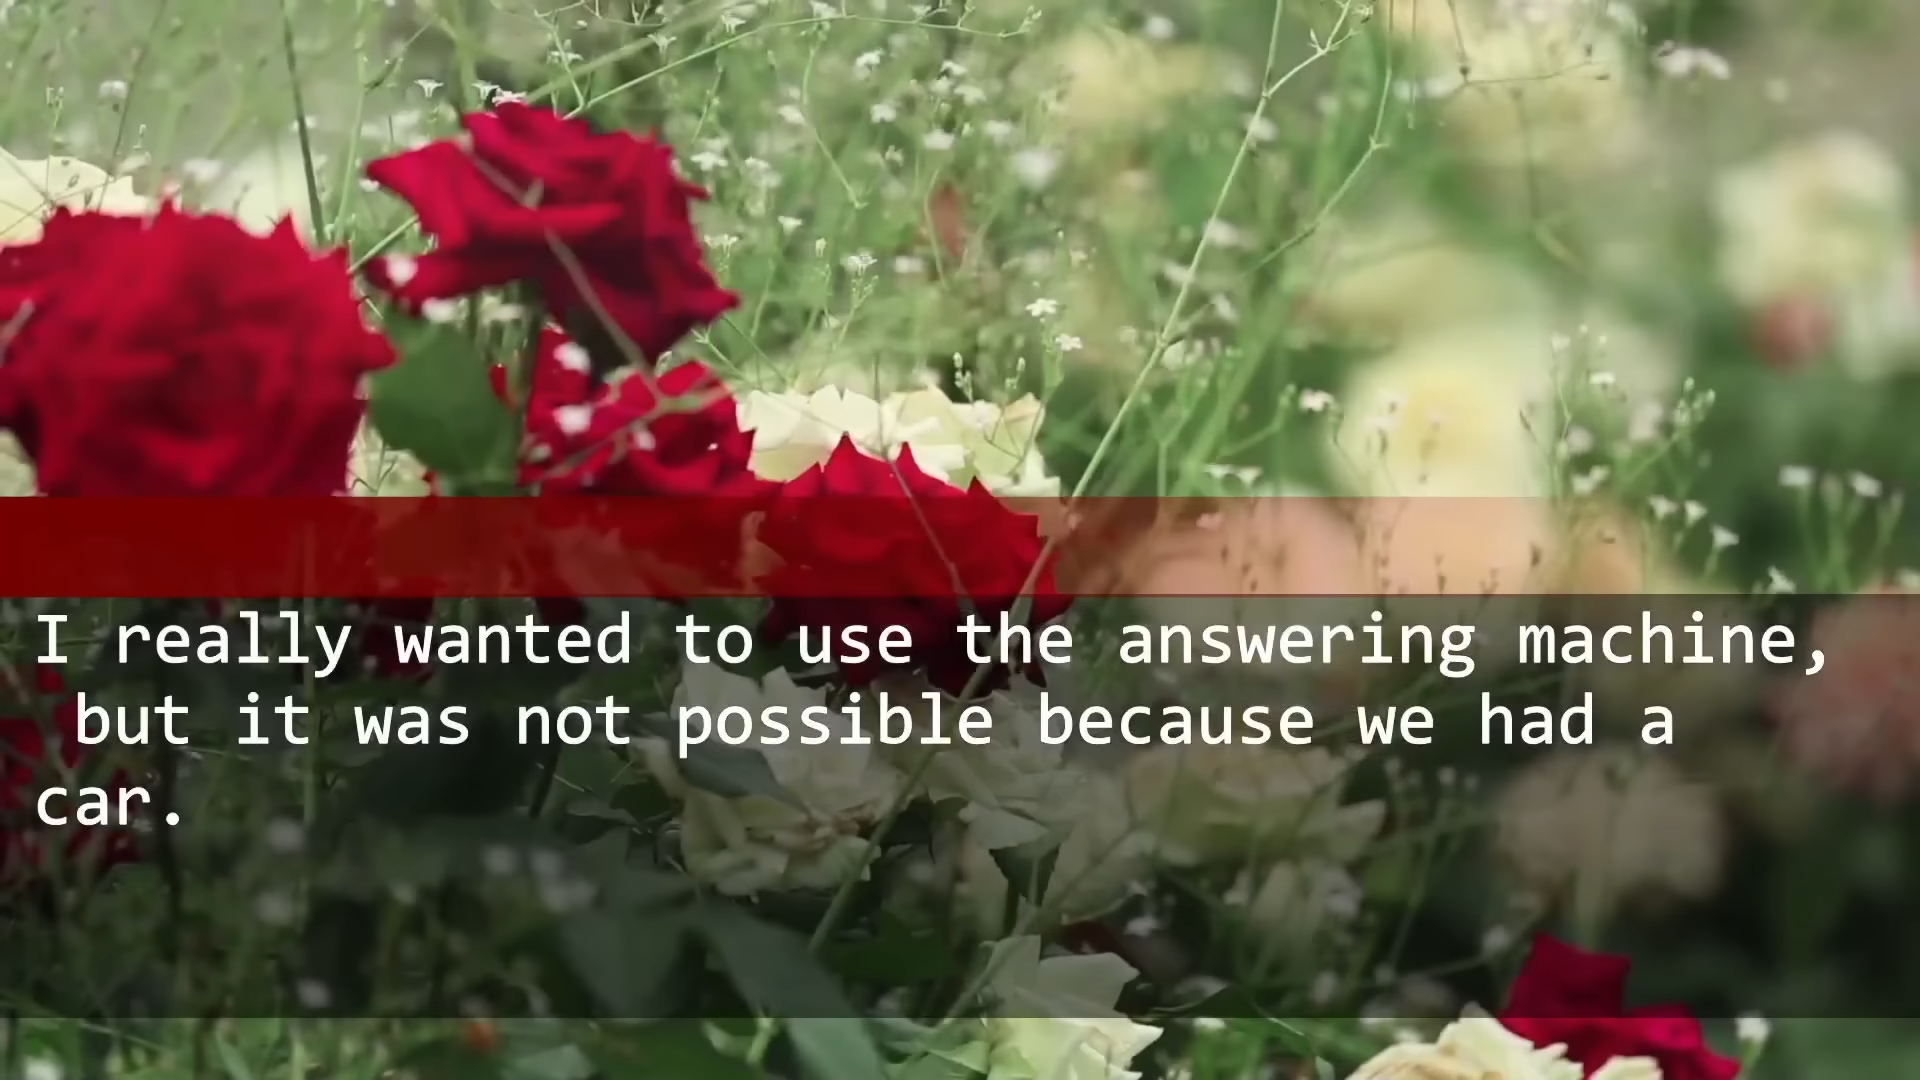 I really wanted to use the answering machine,
but it was not possible because we had a
car.